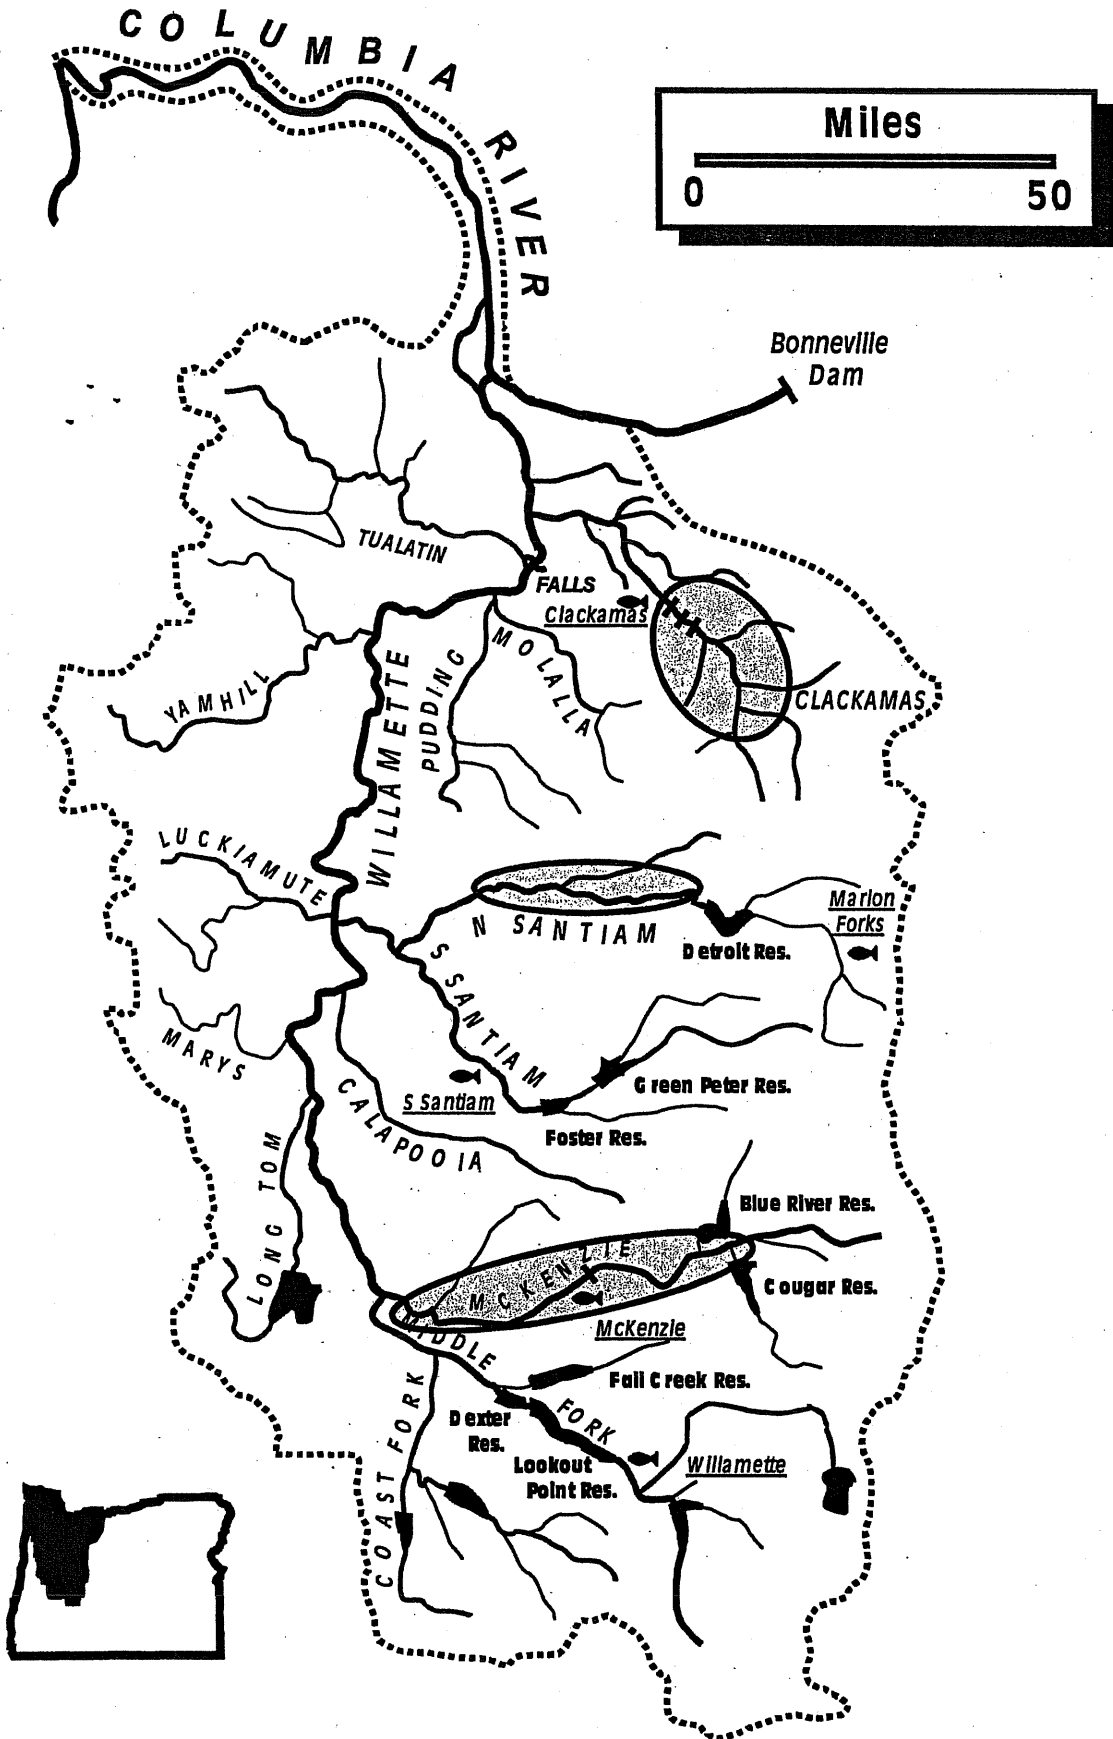 COLUMBIA RIVER
Miles
0 50
Bonneville
Dam
TUALATIN
FALLS
Clackamas
MOLALLA
PUDDING
CLACKAMAS
YAMHILL
WILLAMETTE
LUCKIAMUTE
N SANTIAM
Marion
Forks
Detroit Res.
S SANTIAM
MARYS
Green Peter Res.
S Santiam
CALAPOOIA
Foster Res.
LONG TOM
Blue River Res.
MCKENZIE
Cougar Res.
McKenzie
MIDDLE FORK
Fall Creek Res.
Dexter
Res.
Lookout
Point Res.
Willamette
COAST FORK